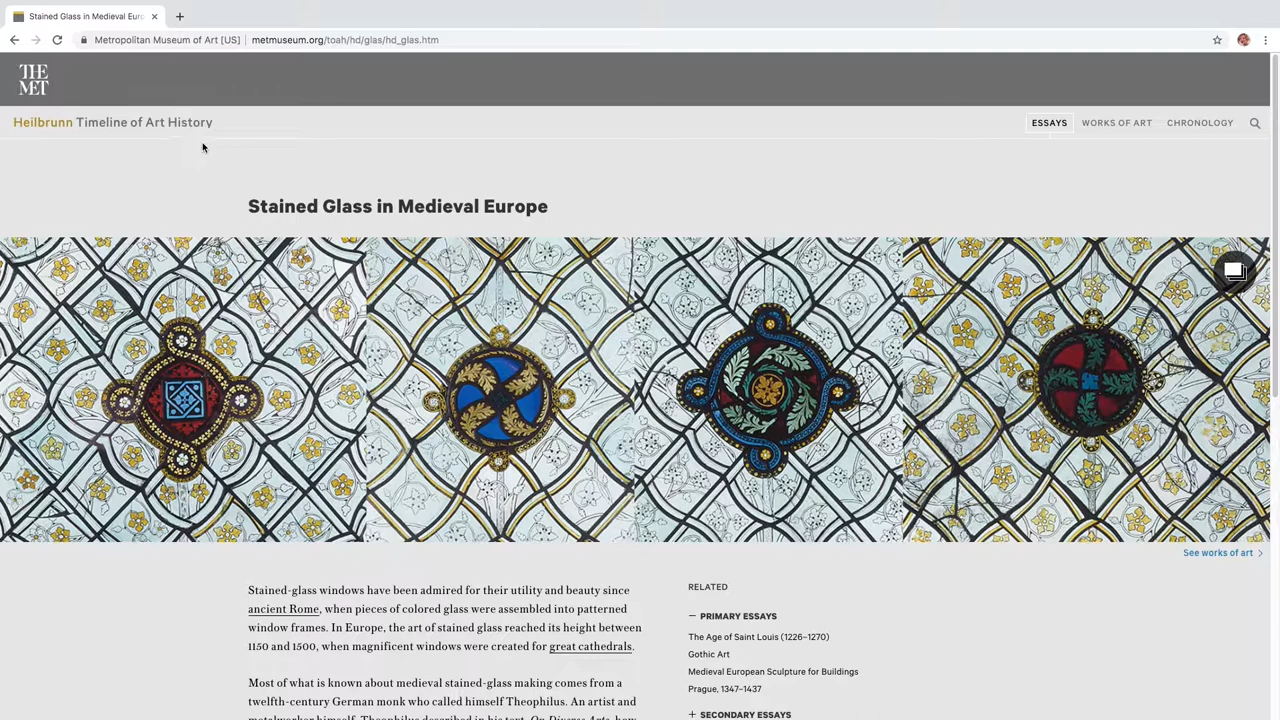 Stained Glass in Medieval Euro
Metropolitan Museum of Art [US] metmuseum.org/toah/hd/glas/hd_glas.htm
THE
MET
Heilbrunn Timeline of Art History
ESSAYS WORKS OF ART CHRONOLOGY
Stained Glass in Medieval Europe
See works of art
Stained-glass windows have been admired for their utility and beauty since
ancient Rome, when pieces of colored glass were assembled into patterned
window frames. In Europe, the art of stained glass reached its height between
1150 and 1500, when magnificent windows were created for great cathedrals.
Most of what is known about medieval stained-glass making comes from a
twelfth-century German monk who called himself Theophilus. An artist and
metalworker himself, Theophilus described in his text, On Diverse Arts, how
RELATED
PRIMARY ESSAYS
The Age of Saint Louis (1226–1270)
Gothic Art
Medieval European Sculpture for Buildings
Prague, 1347–1437
SECONDARY ESSAYS